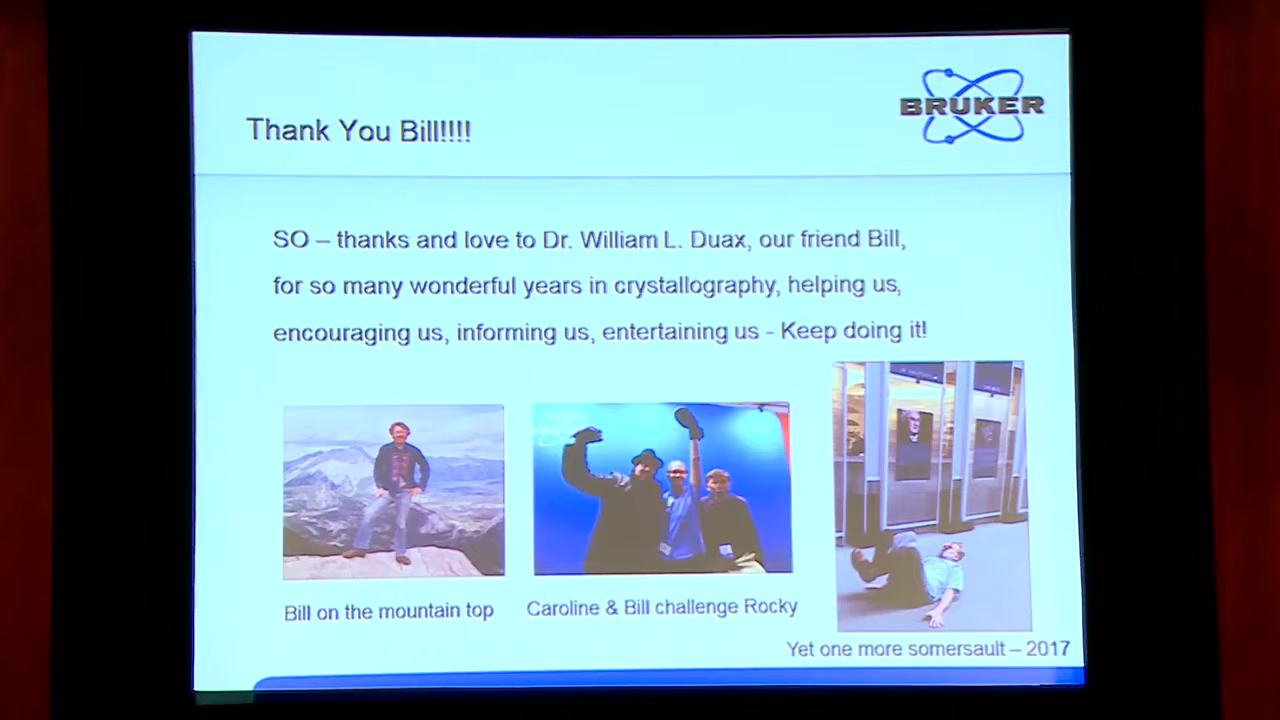 BRUKER
Thank You Bill!!!!
SO – thanks and love to Dr. William L. Duax, our friend Bill,
for so many wonderful years in crystallography, helping us,
encouraging us, informing us, entertaining us - Keep doing it!
Bill on the mountain top
Caroline & Bill challenge Rocky
Yet one more somersault – 2017